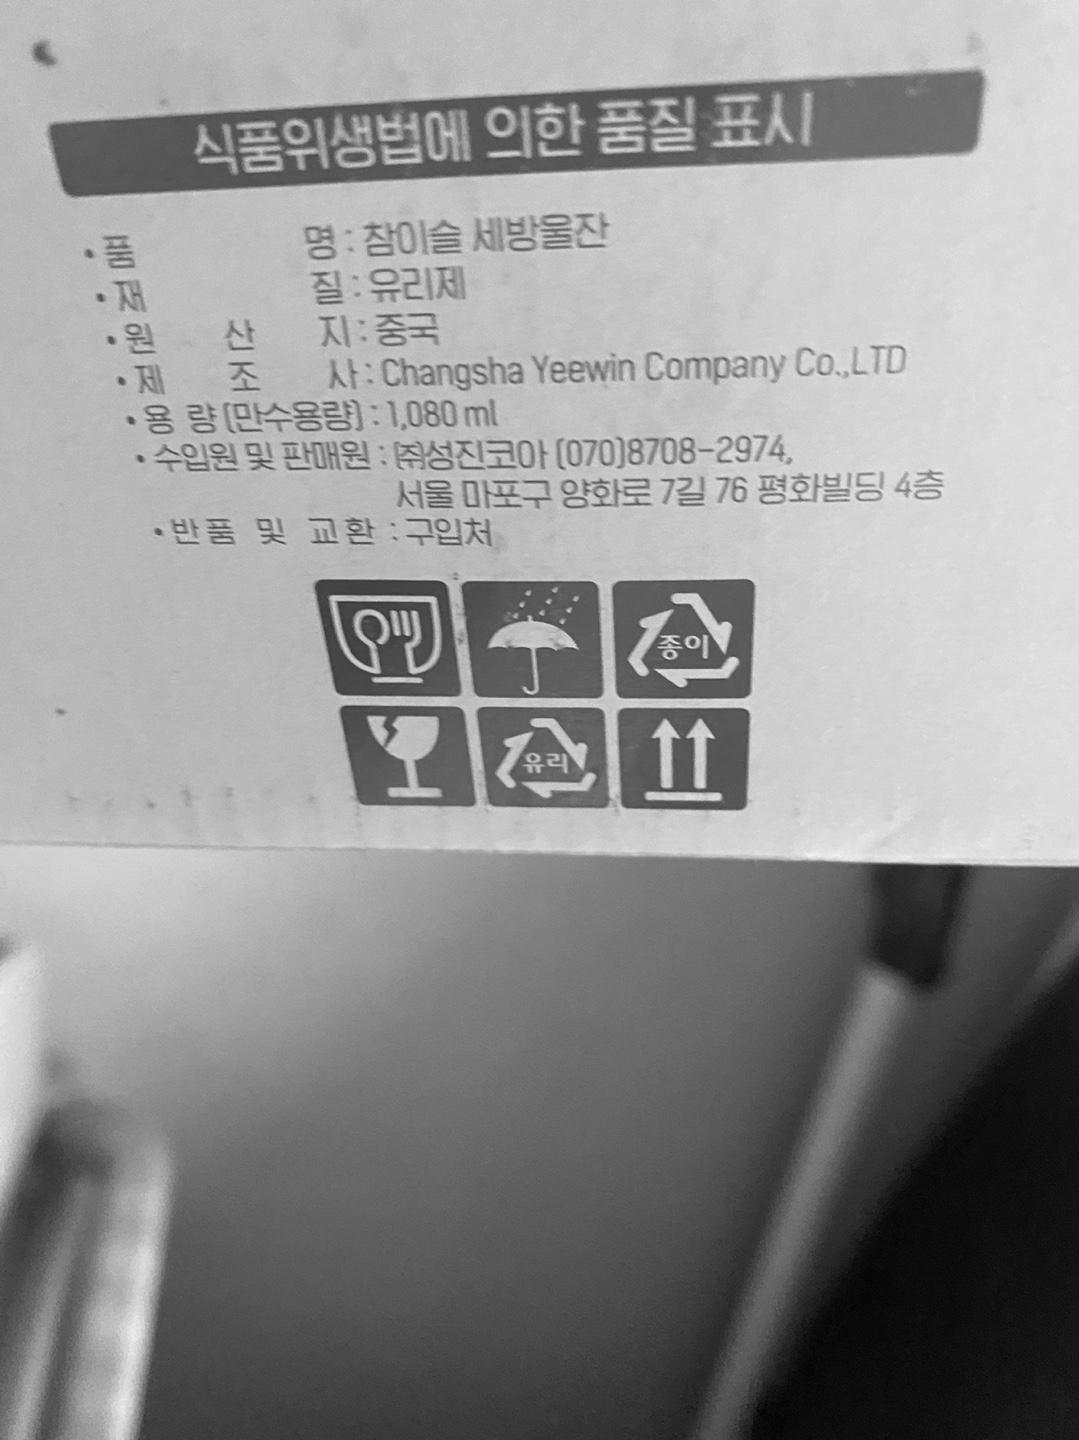 식품위생법에 의한 품질 표시
• 품 명 : 참이슬 세방울잔
• 재 질 : 유리제
• 원 산 지 : 중국
• 제 조 사 : Changsha Yeewin Company Co.,LTD
• 용 량 (만수용량) : 1,080 ml
• 수입원 및 판매원 : ㈜성진코아 (070)8708-2974,
서울 마포구 양화로 7길 76 평화빌딩 4층
• 반품 및 교환 : 구입처
종이
유리